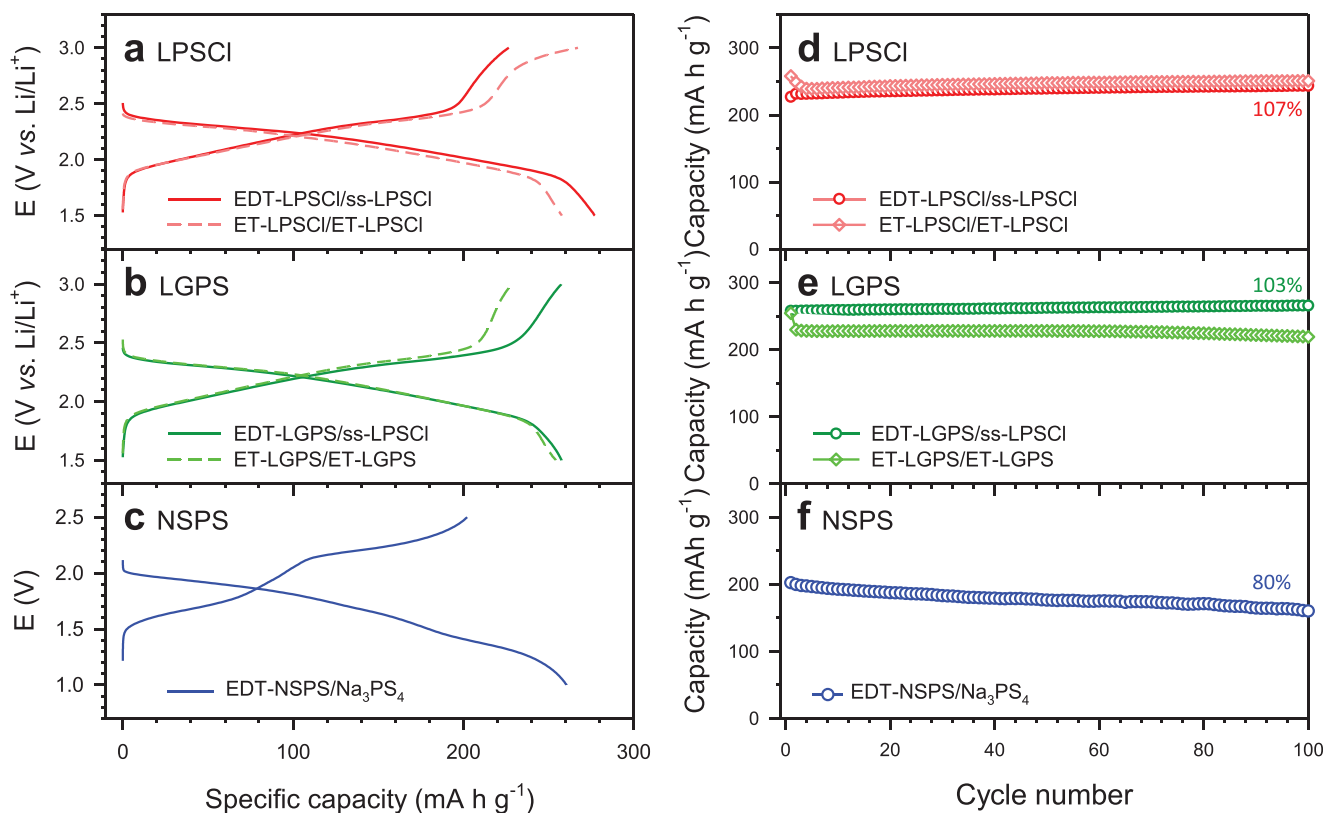 a LPSCl
E (V vs. Li/Li⁺)
3.0
2.5
2.0
1.5
EDT-LPSCl/ss-LPSCl
ET-LPSCl/ET-LPSCl
b LGPS
E (V vs. Li/Li⁺)
3.0
2.5
2.0
1.5
EDT-LGPS/ss-LPSCl
ET-LGPS/ET-LGPS
c NSPS
E (V)
2.5
2.0
1.5
1.0
EDT-NSPS/Na₃PS₄
0 100 200 300
Specific capacity (mA h g⁻¹)
d LPSCl
Capacity (mA h g⁻¹)
300
200
100
0
107%
EDT-LPSCl/ss-LPSCl
ET-LPSCl/ET-LPSCl
e LGPS
Capacity (mA h g⁻¹)
300
200
100
0
103%
EDT-LGPS/ss-LPSCl
ET-LGPS/ET-LGPS
f NSPS
Capacity (mAh g⁻¹)
300
200
100
0
80%
EDT-NSPS/Na₃PS₄
0 20 40 60 80 100
Cycle number